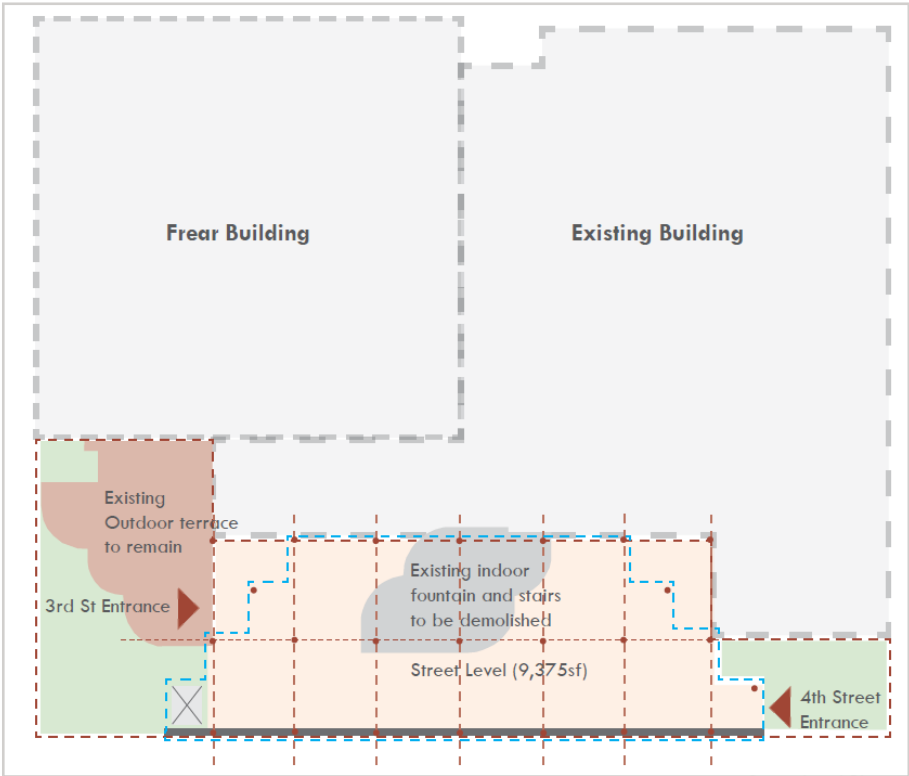 Frear Building
Existing Building
Existing
Outdoor terrace
to remain
Existing indoor
fountain and stairs
to be demolished
3rd St Entrance
Street Level (9,375sf)
4th Street
Entrance